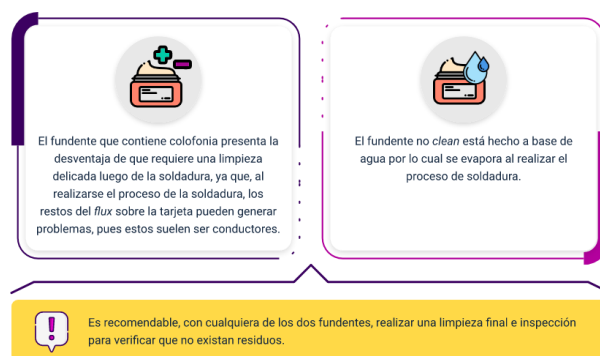 El fundente que contiene colofonia presenta la
desventaja de que requiere una limpieza
delicada luego de la soldadura, ya que, al
realizarse el proceso de la soldadura, los
restos del flux sobre la tarjeta pueden generar
problemas, pues estos suelen ser conductores.
El fundente no clean está hecho a base de
agua por lo cual se evapora al realizar el
proceso de soldadura.
Es recomendable, con cualquiera de los dos fundentes, realizar una limpieza final e inspección
para verificar que no existan residuos.